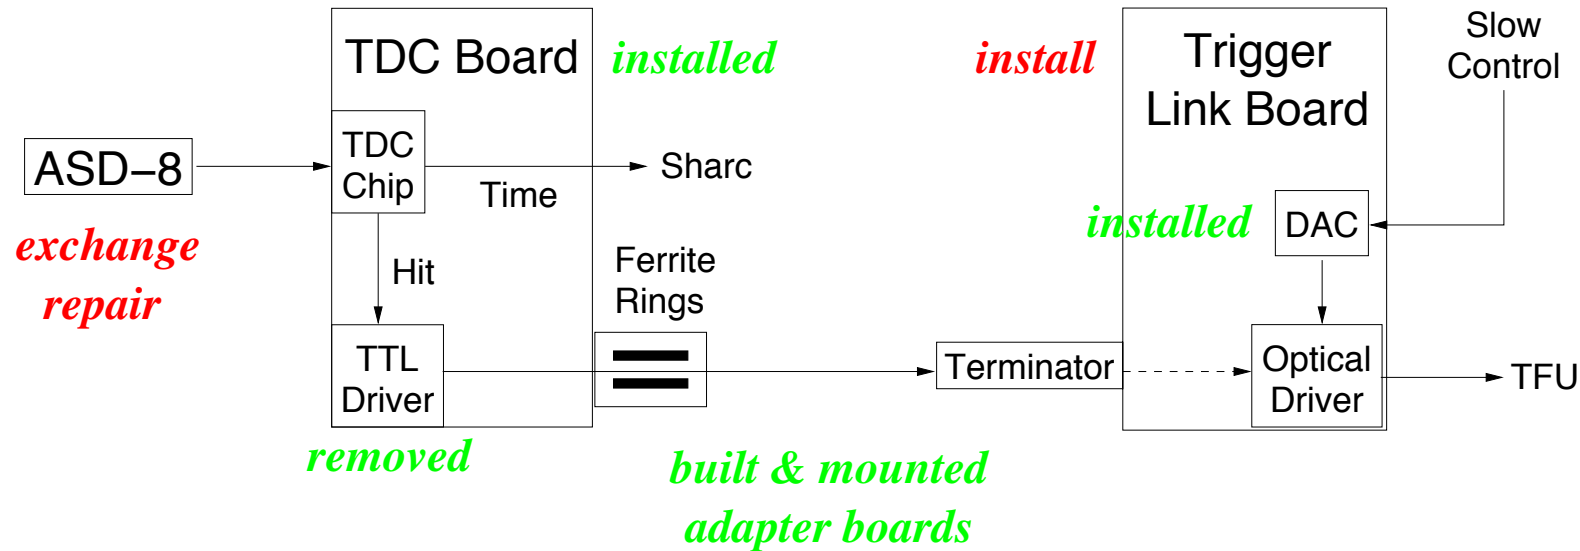 TDC Board
installed
install
Trigger
Link Board
Slow
Control
ASD−8
TDC
Chip
Time
Sharc
exchange
repair
Hit
Ferrite
Rings
installed
DAC
TTL
Driver
Terminator
Optical
Driver
TFU
removed
built & mounted
adapter boards